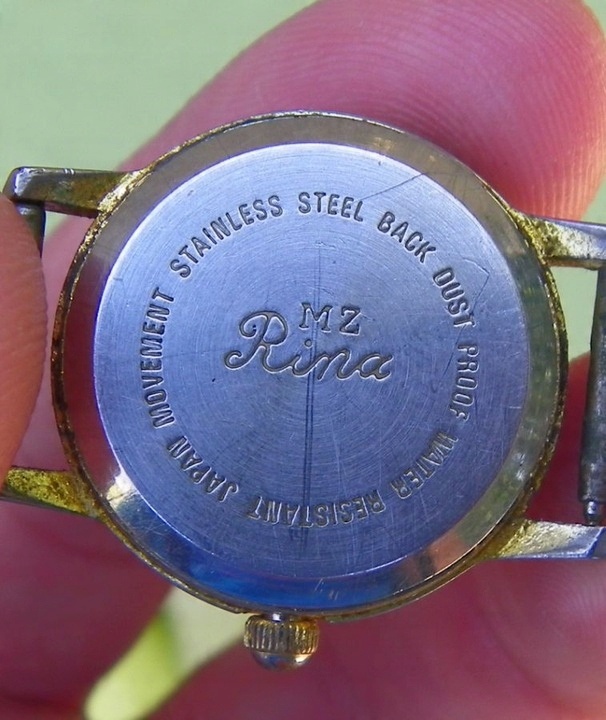 STAINLESS STEEL BACK DUST PROOF WATER RESISTANT JAPAN MOVEMENT
MZ
Rina